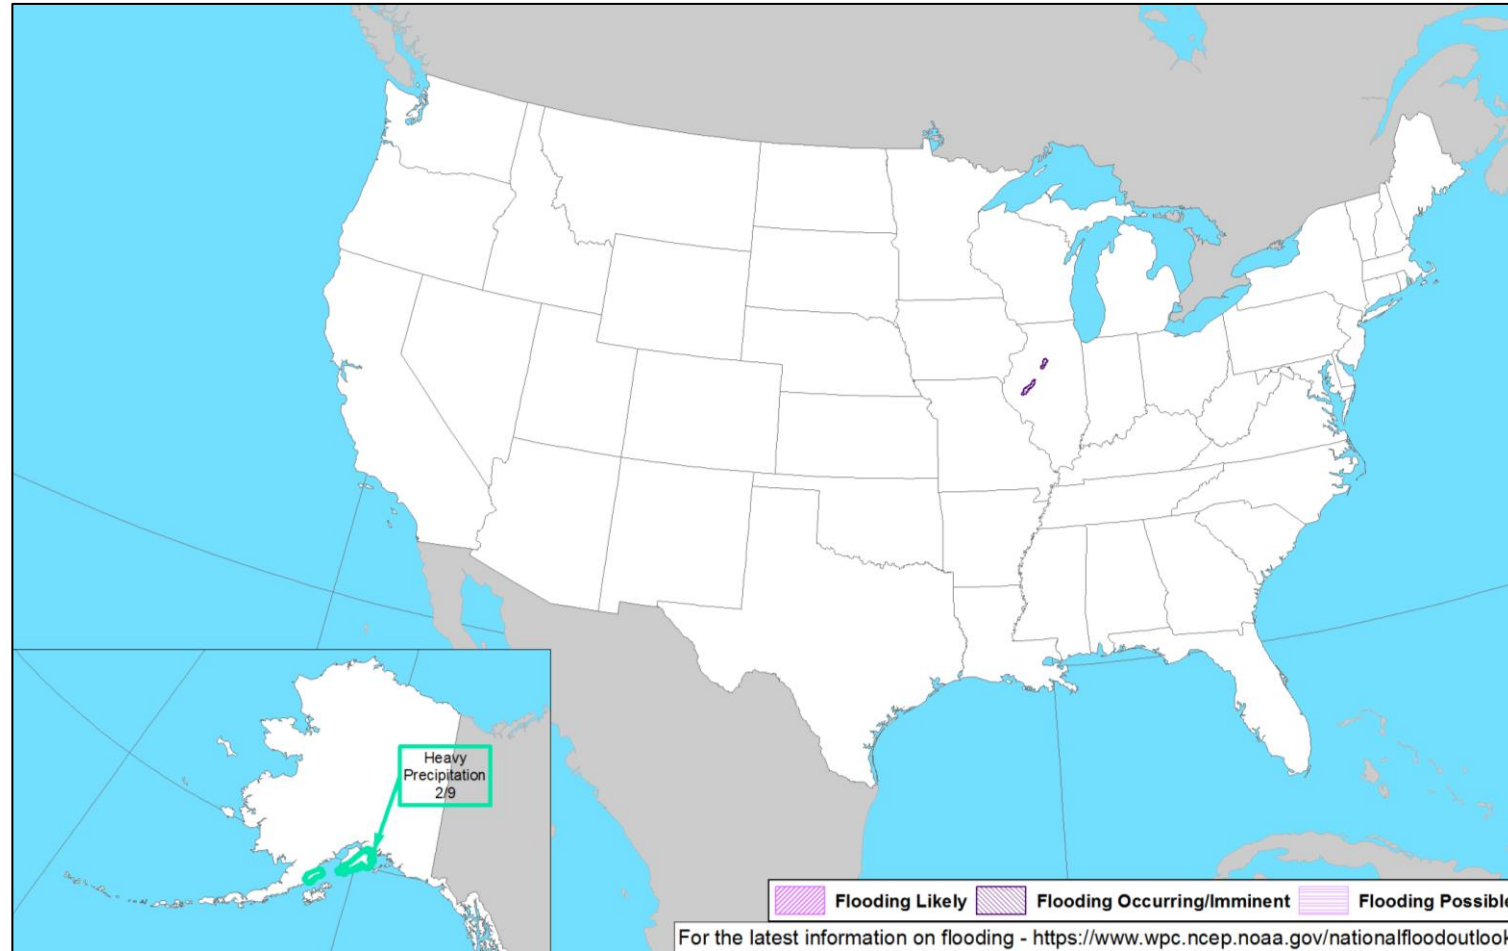 Heavy
Precipitation
2/9
Flooding Likely Flooding Occurring/Imminent Flooding Possible
For the latest information on flooding - https://www.wpc.ncep.noaa.gov/nationalfloodoutlool